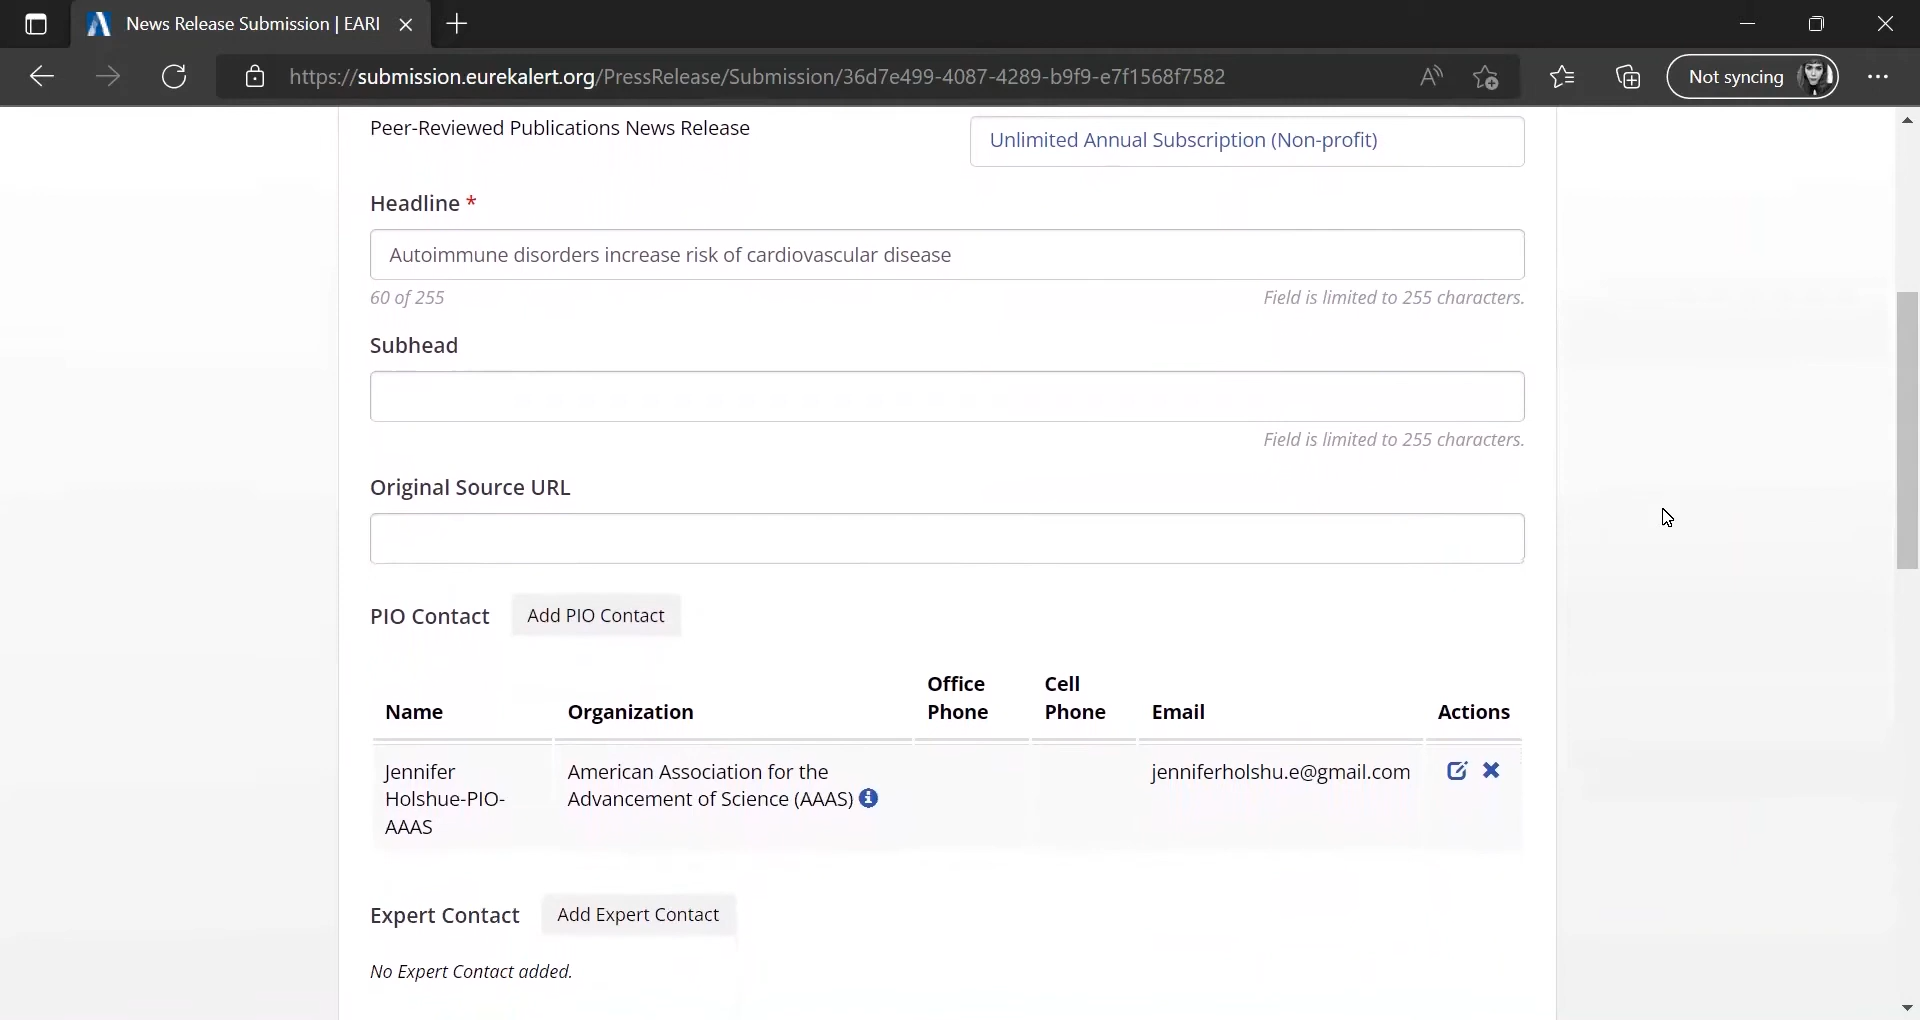 News Release Submission | EARI
https://submission.eurekalert.org/PressRelease/Submission/36d7e499-4087-4289-b9f9-e7f1568f7582
Not syncing
Peer-Reviewed Publications News Release
Unlimited Annual Subscription (Non-profit)
Headline *
Autoimmune disorders increase risk of cardiovascular disease
60 of 255
Field is limited to 255 characters.
Subhead
Field is limited to 255 characters.
Original Source URL
PIO Contact
Add PIO Contact
Name Organization Office Phone Cell Phone Email Actions
Jennifer American Association for the jenniferholshu.e@gmail.com
Holshue-PIO- Advancement of Science (AAAS)
AAAS
Expert Contact
Add Expert Contact
No Expert Contact added.